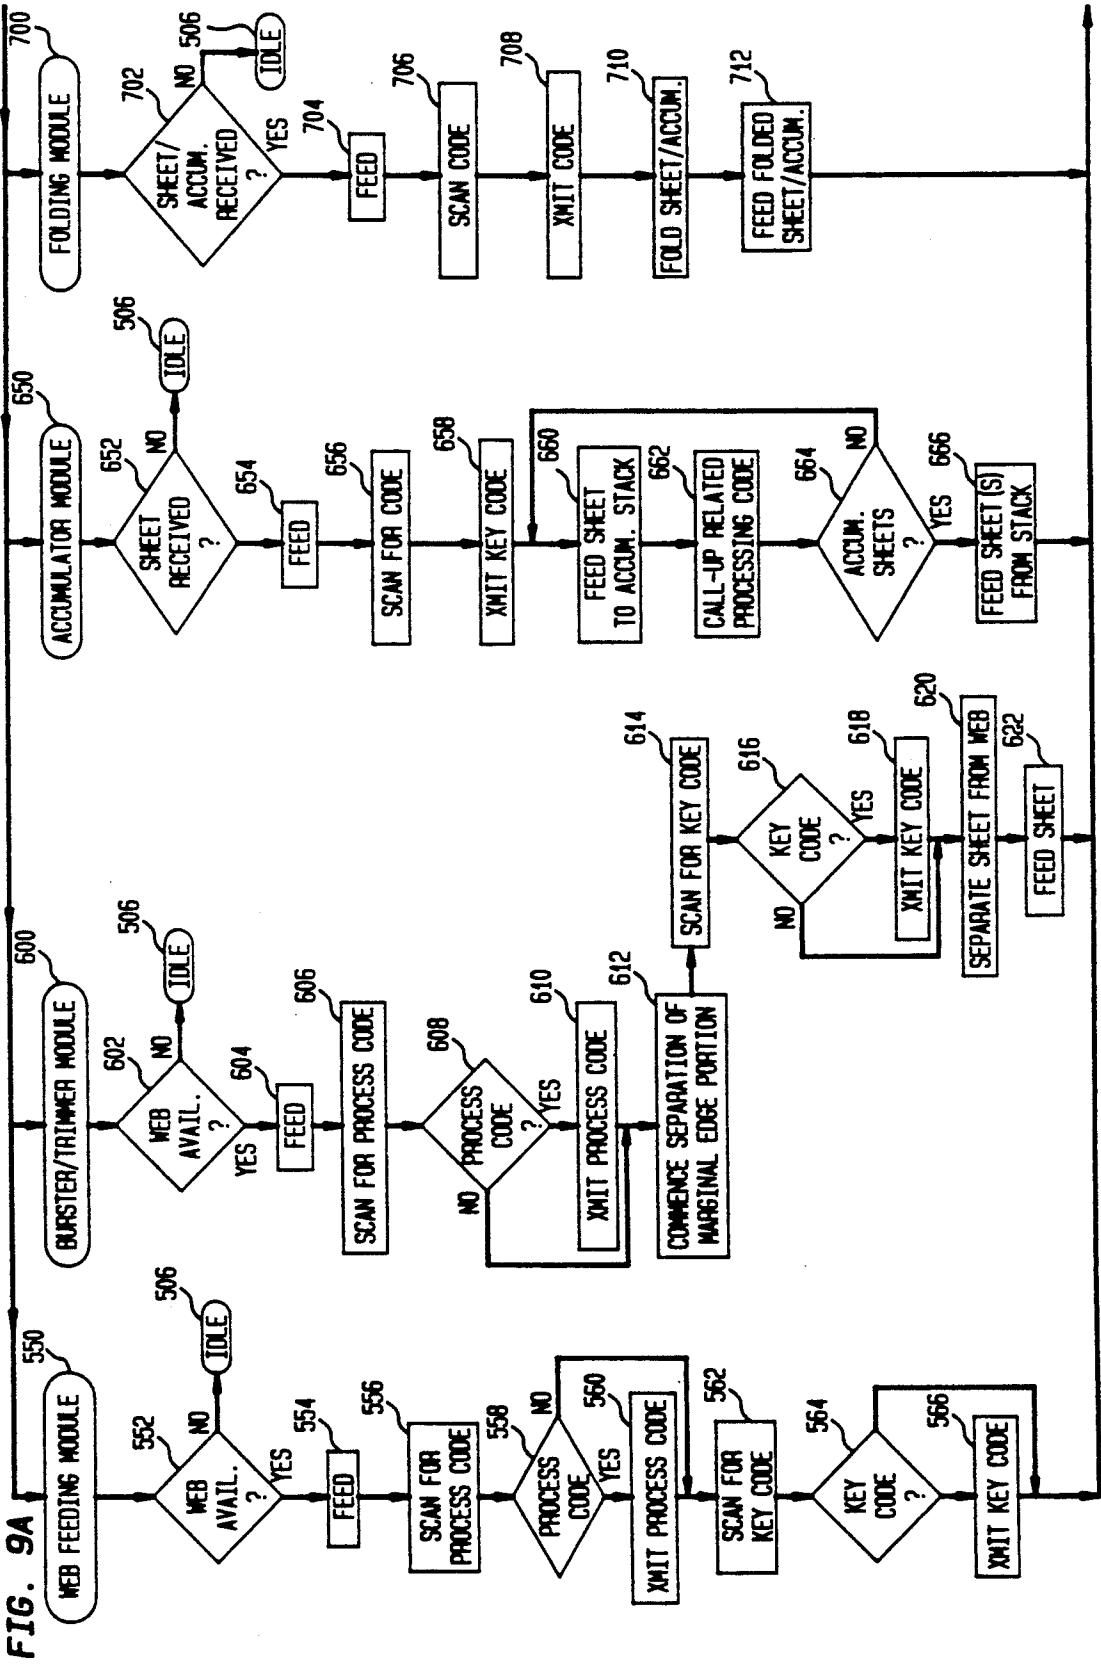 FIG. 9A
550
WEB FEEDING MODULE
552
WEB
AVAIL.
?
NO
506
IDLE
YES
554
FEED
556
SCAN FOR
PROCESS CODE
558
PROCESS
CODE
?
NO
YES
560
XMIT PROCESS CODE
562
SCAN FOR
KEY CODE
564
KEY
CODE
?
566
XMIT KEY CODE
600
BURSTER/TRIMMER MODULE
602
WEB
AVAIL.
?
NO
506
IDLE
YES
604
FEED
606
SCAN FOR PROCESS CODE
608
PROCESS
CODE
?
NO
YES
610
XMIT PROCESS CODE
612
COMMENCE SEPARATION OF
MARGINAL EDGE PORTION
614
SCAN FOR KEY CODE
616
KEY
CODE
?
NO
YES
618
XMIT KEY CODE
620
SEPARATE SHEET FROM WEB
622
FEED SHEET
650
ACCUMULATOR MODULE
652
SHEET
RECEIVED
?
NO
506
IDLE
654
FEED
656
SCAN FOR CODE
658
XMIT KEY CODE
660
FEED SHEET
TO ACCUM. STACK
662
CALL-UP RELATED
PROCESSING CODE
664
ACCUM.
SHEETS
?
NO
YES
666
FEED SHEET(S)
FROM STACK
700
FOLDING MODULE
702
SHEET/
ACCUM.
RECEIVED
?
NO
506
IDLE
YES
704
FEED
706
SCAN CODE
708
XMIT CODE
710
FOLD SHEET/ACCUM.
712
FEED FOLDED
SHEET/ACCUM.